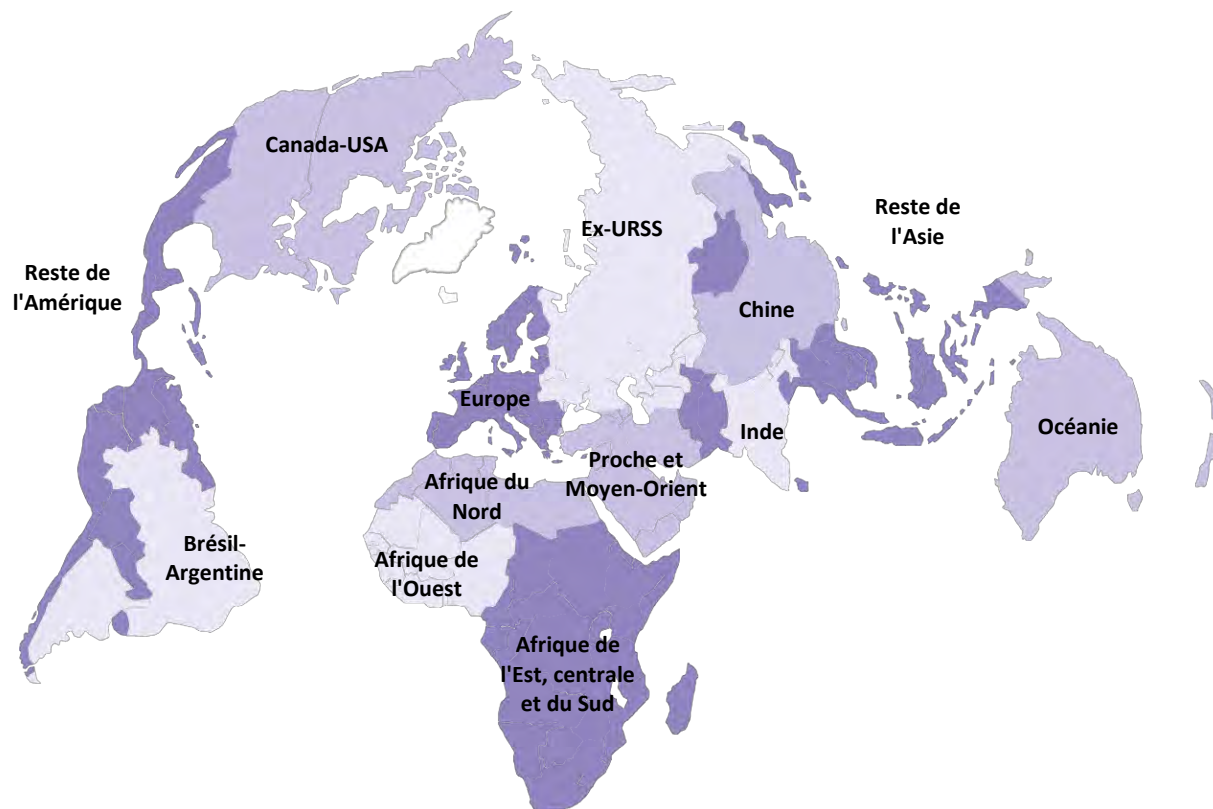 Canada-USA
Ex-URSS
Reste de
l'Asie
Reste de
l'Amérique
Chine
Europe
Inde
Océanie
Proche et
Moyen-Orient
Afrique du
Nord
Brésil-
Argentine
Afrique de
l'Ouest
Afrique de
l'Est, centrale
et du Sud